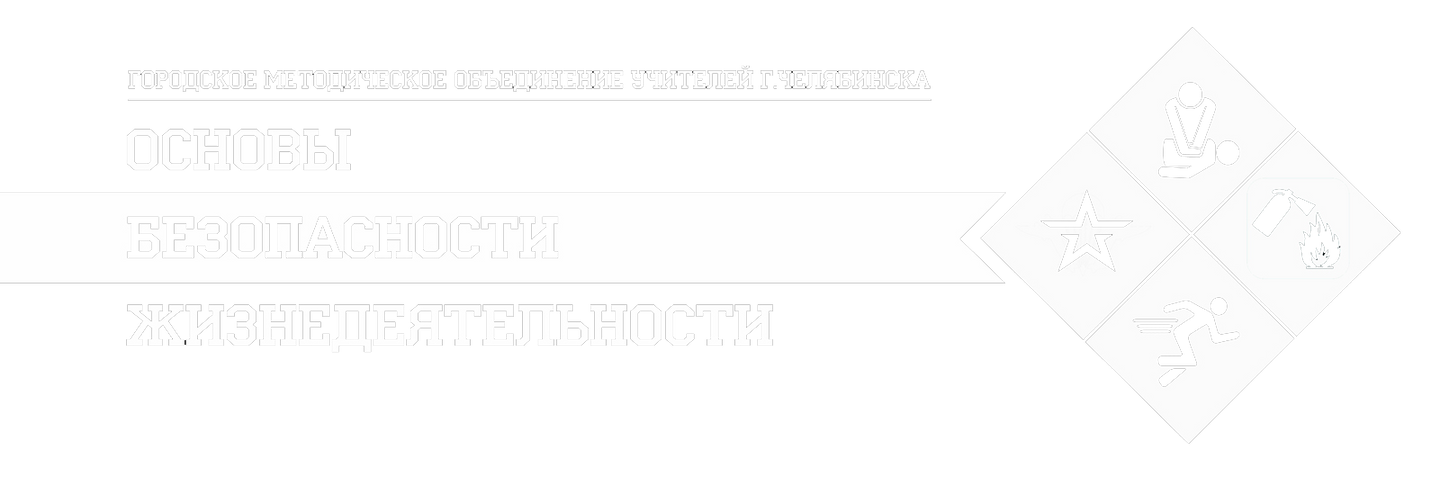 ГОРОДСКОЕ МЕТОДИЧЕСКОЕ ОБЪЕДИНЕНИЕ УЧИТЕЛЕЙ Г.ЧЕЛЯБИНСКА
ОСНОВЫ
БЕЗОПАСНОСТИ
ЖИЗНЕДЕЯТЕЛЬНОСТИ